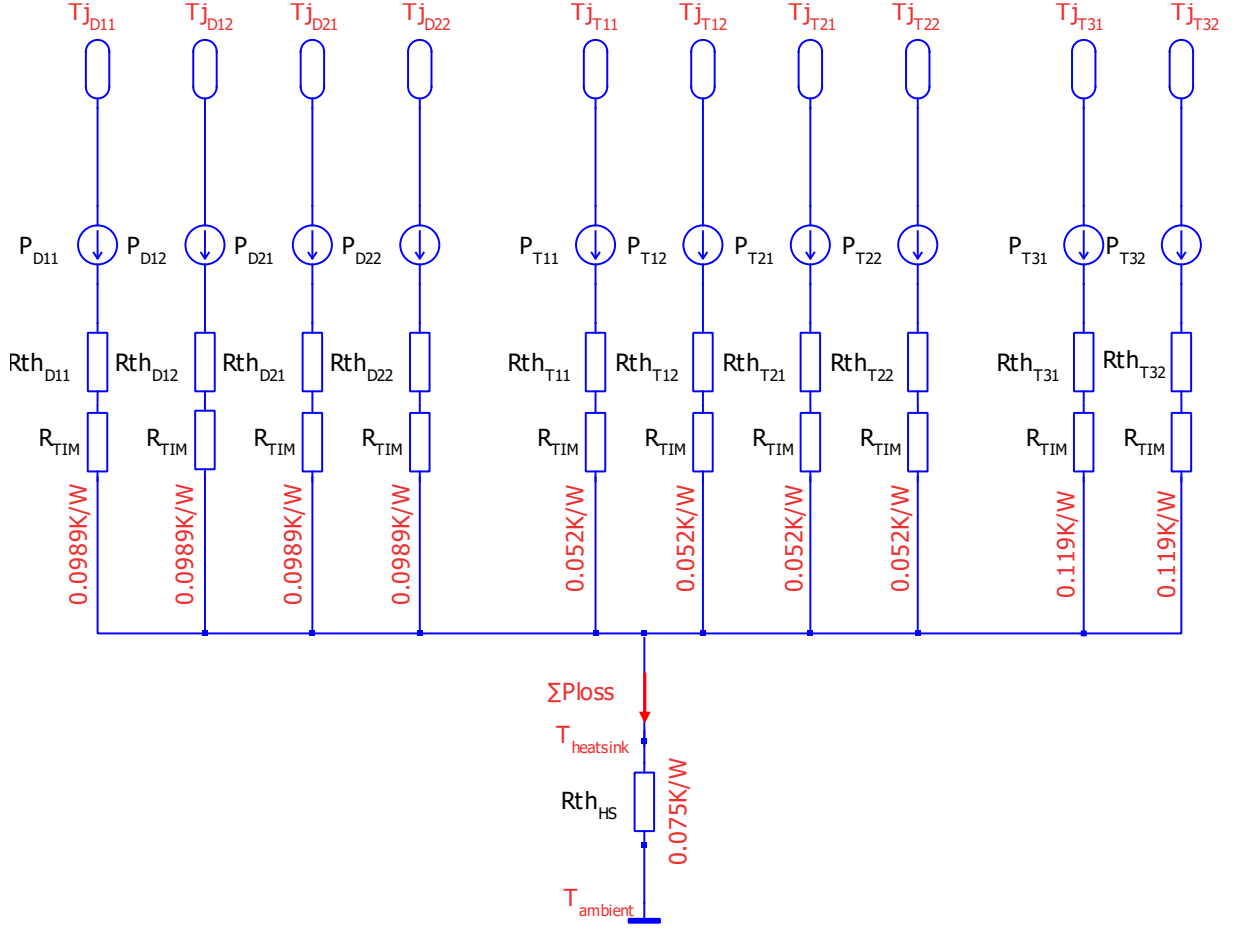 Tj_D11 Tj_D12 Tj_D21 Tj_D22 Tj_T11 Tj_T12 Tj_T21 Tj_T22 Tj_T31 Tj_T32
P_D11 P_D12 P_D21 P_D22 P_T11 P_T12 P_T21 P_T22 P_T31 P_T32
Rth_D11 Rth_D12 Rth_D21 Rth_D22 Rth_T11 Rth_T12 Rth_T21 Rth_T22 Rth_T31 Rth_T32
R_TIM R_TIM R_TIM R_TIM R_TIM R_TIM R_TIM R_TIM R_TIM R_TIM
0.0989K/W 0.0989K/W 0.0989K/W 0.0989K/W 0.052K/W 0.052K/W 0.052K/W 0.052K/W 0.119K/W 0.119K/W
∑Ploss
T_heatsink
Rth_HS 0.075K/W
T_ambient